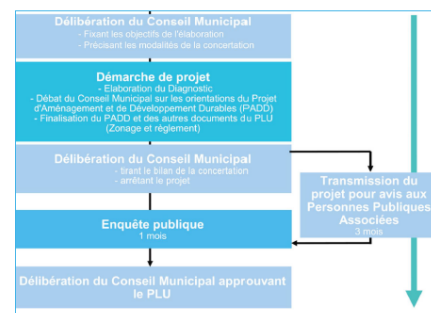 Délibération du Conseil Municipal
- Fixant les objectifs de l'élaboration
- Précisant les modalités de la concertation
Démarche de projet
- Elaboration du Diagnostic
- Débat du Conseil Municipal sur les orientations du Projet
d'Aménagement et de Développement Durables (PADD)
- Finalisation du PADD et des autres documents du PLU
(Zonage et règlement)
Délibération du Conseil Municipal
- tirant le bilan de la concertation
- arrêtant le projet
Transmission du
projet pour avis aux
Personnes Publiques
Associées
3 mois
Enquête publique
1 mois
Délibération du Conseil Municipal approuvant
le PLU